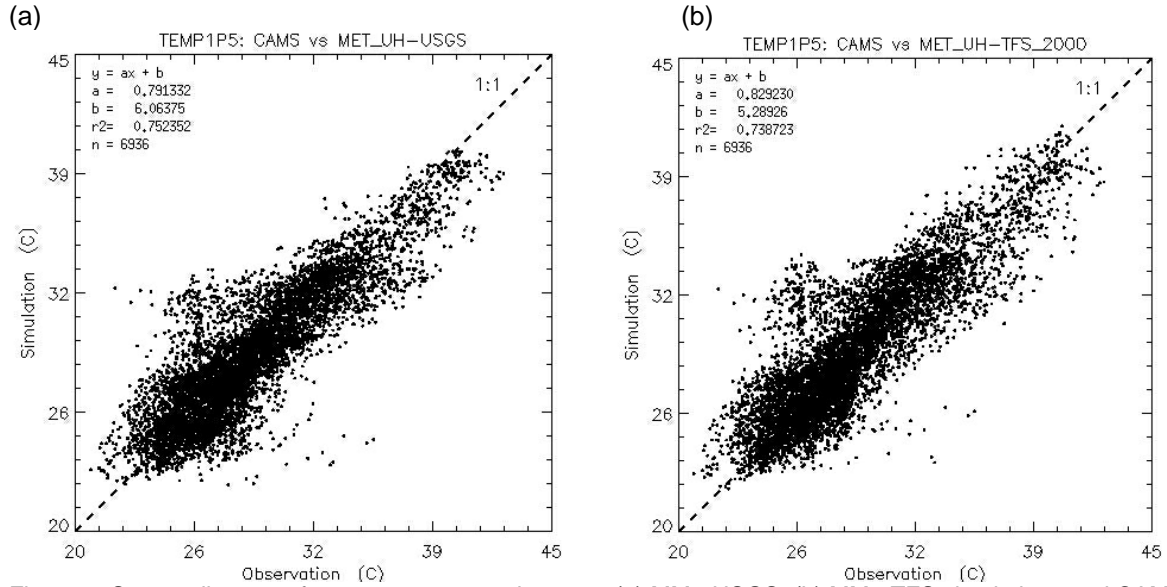 (a)
TEMP1P5: CAMS vs MET_UH-USGS
45
y = ax + b
a = 0.791332
b = 6.06375
r2= 0.752352
n = 6936
1:1
39
Simulation (C)
32
26
20
20 26 32 39 45
Observation (C)
(b)
TEMP1P5: CAMS vs MET_UH-TFS_2000
45
y = ax + b
a = 0.829230
b = 5.28926
r2= 0.738723
n = 6936
1:1
39
Simulation (C)
32
26
20
20 26 32 39 45
Observation (C)